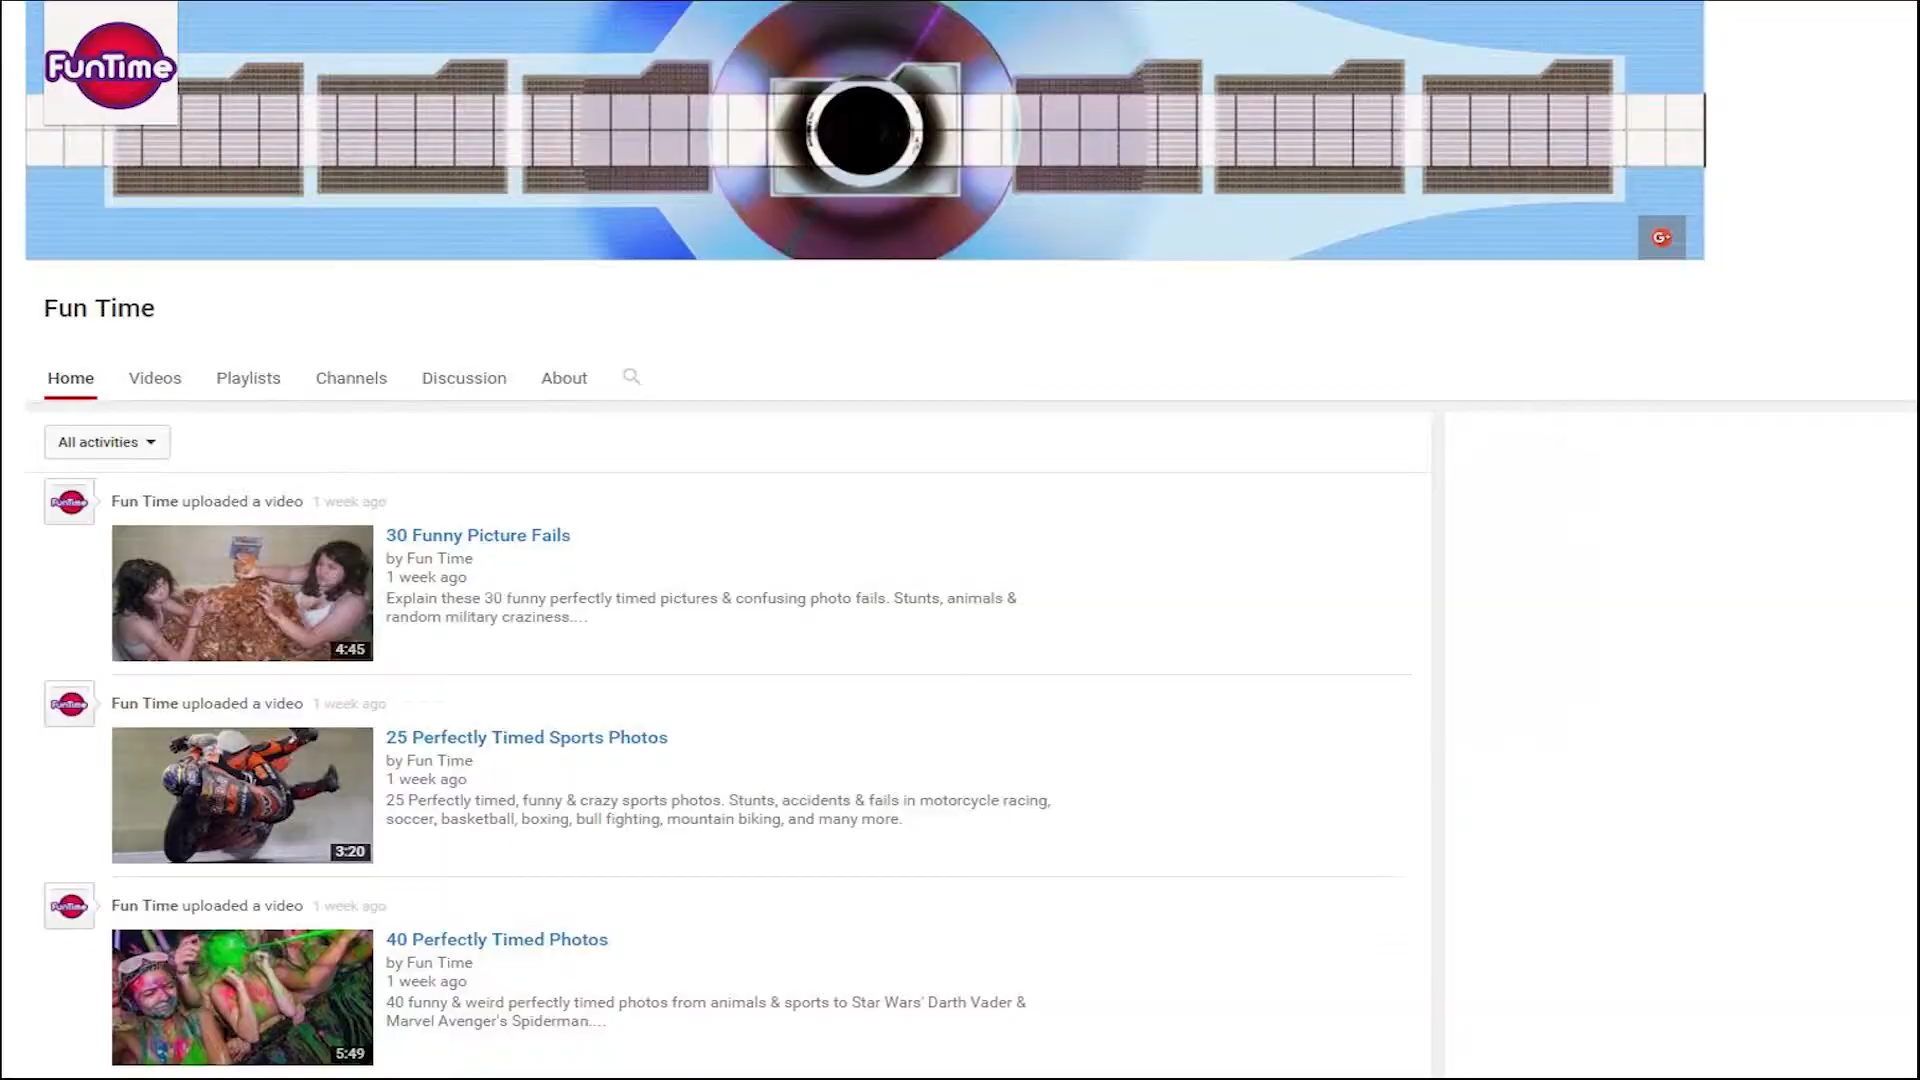 FunTime
G+
Fun Time
Home Videos Playlists Channels Discussion About
All activities
FunTime
Fun Time uploaded a video 1 week ago
30 Funny Picture Fails
by Fun Time
1 week ago
Explain these 30 funny perfectly timed pictures & confusing photo fails. Stunts, animals &
random military craziness....
4:45
FunTime
Fun Time uploaded a video 1 week ago
25 Perfectly Timed Sports Photos
by Fun Time
1 week ago
25 Perfectly timed, funny & crazy sports photos. Stunts, accidents & fails in motorcycle racing,
soccer, basketball, boxing, bull fighting, mountain biking, and many more.
3:20
FunTime
Fun Time uploaded a video 1 week ago
40 Perfectly Timed Photos
by Fun Time
1 week ago
40 funny & weird perfectly timed photos from animals & sports to Star Wars' Darth Vader &
Marvel Avenger's Spiderman....
5:49